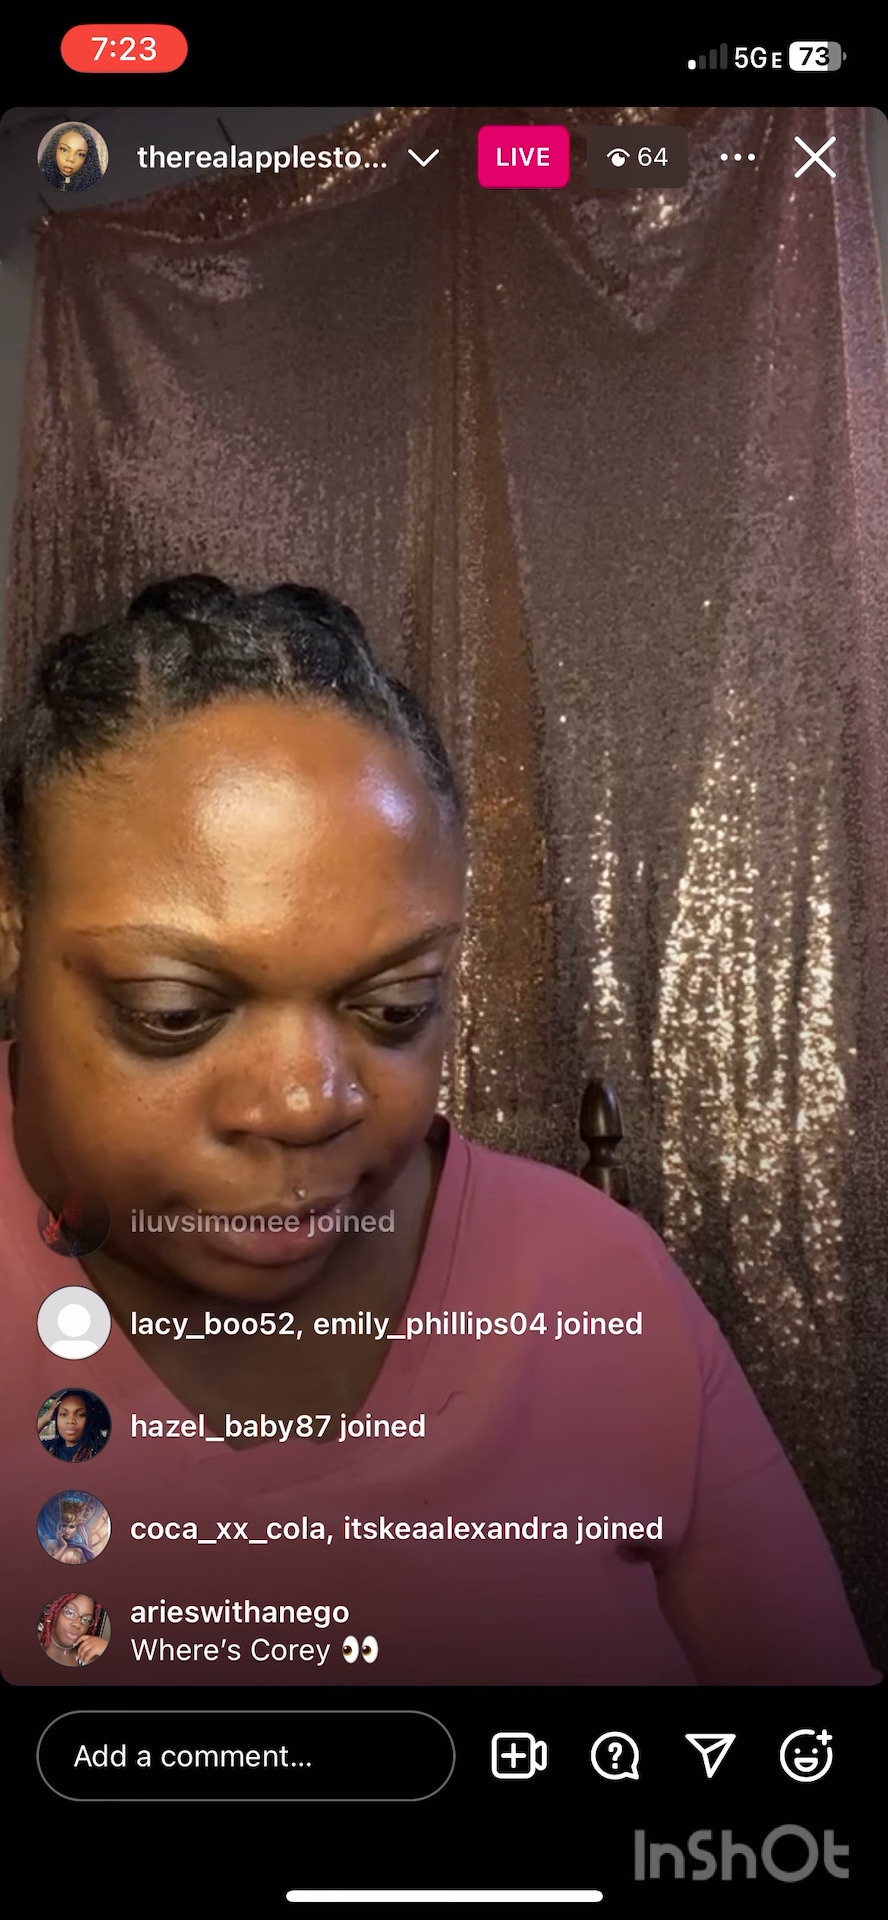 7:23
5GE 73
therealapplesto...
LIVE
64
iluvsimonee joined
lacy_boo52, emily_phillips04 joined
hazel_baby87 joined
coca_xx_cola, itskeaalexandra joined
arieswithanego
Where's Corey 👀
Add a comment...
InShOt